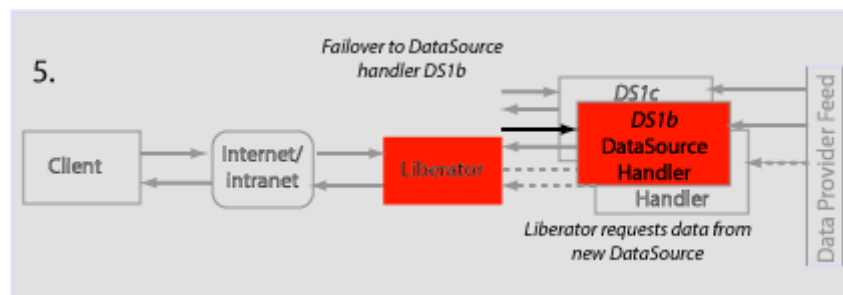 5.
Failover to DataSource
handler DS1b
DS1c
DS1b
DataSource
Handler
Handler
Client
Internet/
intranet
Liberator
Data Provider Feed
Liberator requests data from
new DataSource